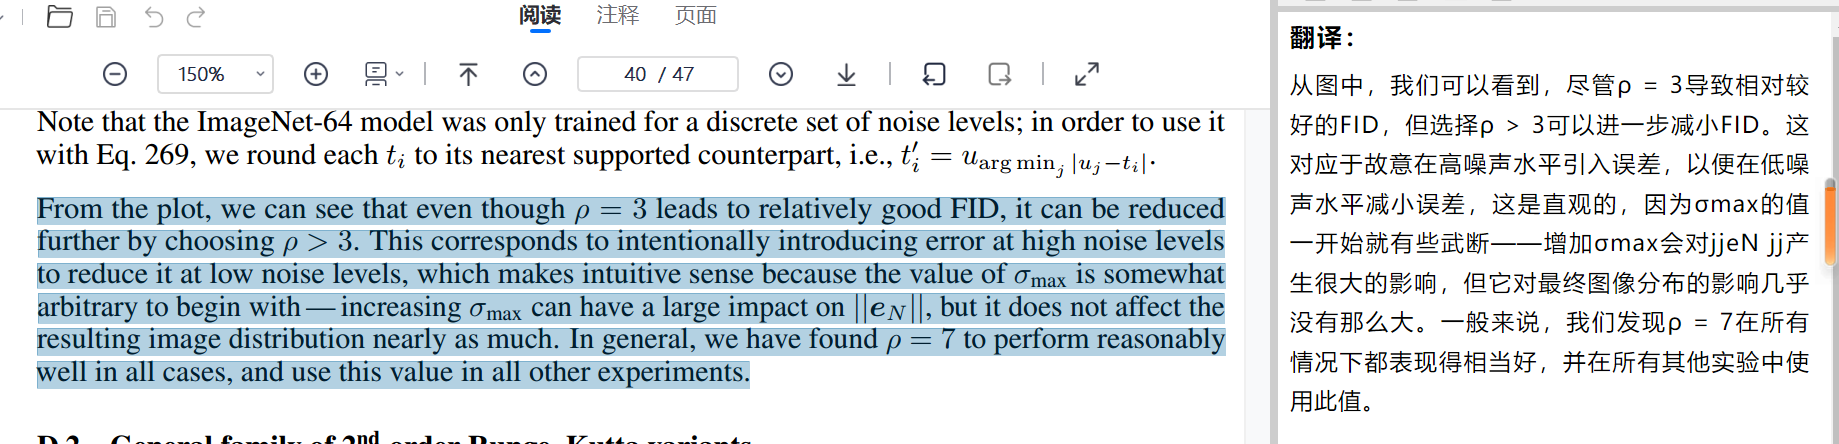 阅读 注释 页面
150% 40 / 47
Note that the ImageNet-64 model was only trained for a discrete set of noise levels; in order to use it
with Eq. 269, we round each t_i to its nearest supported counterpart, i.e., t′_i = u_{arg min_j |u_j−t_i|}.
From the plot, we can see that even though ρ = 3 leads to relatively good FID, it can be reduced
further by choosing ρ > 3. This corresponds to intentionally introducing error at high noise levels
to reduce it at low noise levels, which makes intuitive sense because the value of σ_max is somewhat
arbitrary to begin with — increasing σ_max can have a large impact on ||e_N||, but it does not affect the
resulting image distribution nearly as much. In general, we have found ρ = 7 to perform reasonably
well in all cases, and use this value in all other experiments.
D.2 General family of 2nd order Runge–Kutta variants
翻译：
从图中，我们可以看到，尽管ρ = 3导致相对较
好的FID，但选择ρ > 3可以进一步减小FID。这
对应于故意在高噪声水平引入误差，以便在低噪
声水平减小误差，这是直观的，因为σmax的值
一开始就有些武断——增加σmax会对jjeN jj产
生很大的影响，但它对最终图像分布的影响几乎
没有那么大。一般来说，我们发现ρ = 7在所有
情况下都表现得相当好，并在所有其他实验中使
用此值。